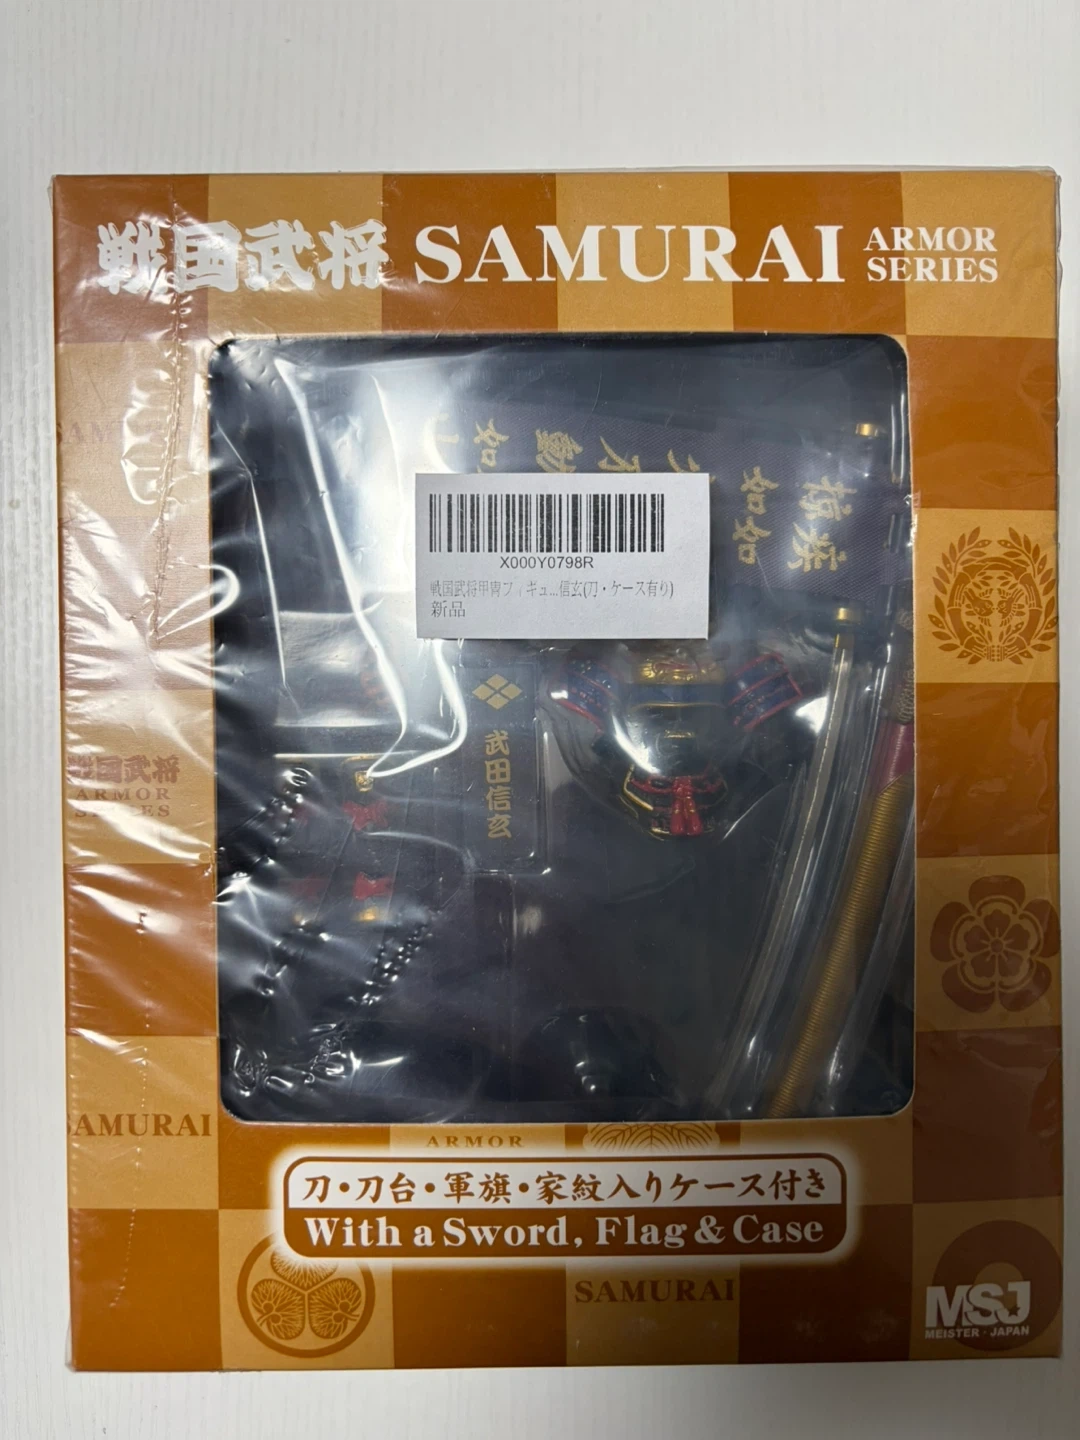 戦国武将 SAMURAI ARMOR SERIES
如
動
如
X000Y0798R
戦国武将甲冑フィギュ...信玄(刀・ケース有り)
新品
武田信玄
戦国武将
ARMOR
SAMURAI
ARMOR
刀・刀台・軍旗・家紋入りケース付き
With a Sword, Flag & Case
SAMURAI
MSJ
MEISTER・JAPAN